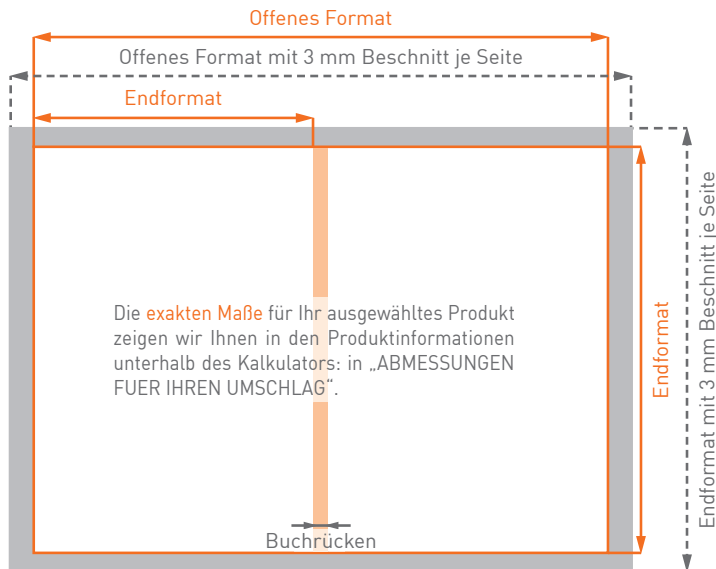 Offenes Format
Offenes Format mit 3 mm Beschnitt je Seite
Endformat
Die exakten Maße für Ihr ausgewähltes Produkt
zeigen wir Ihnen in den Produktinformationen
unterhalb des Kalkulators: in „ABMESSUNGEN
FUER IHREN UMSCHLAG“.
Buchrücken
Endformat
Endformat mit 3 mm Beschnitt je Seite